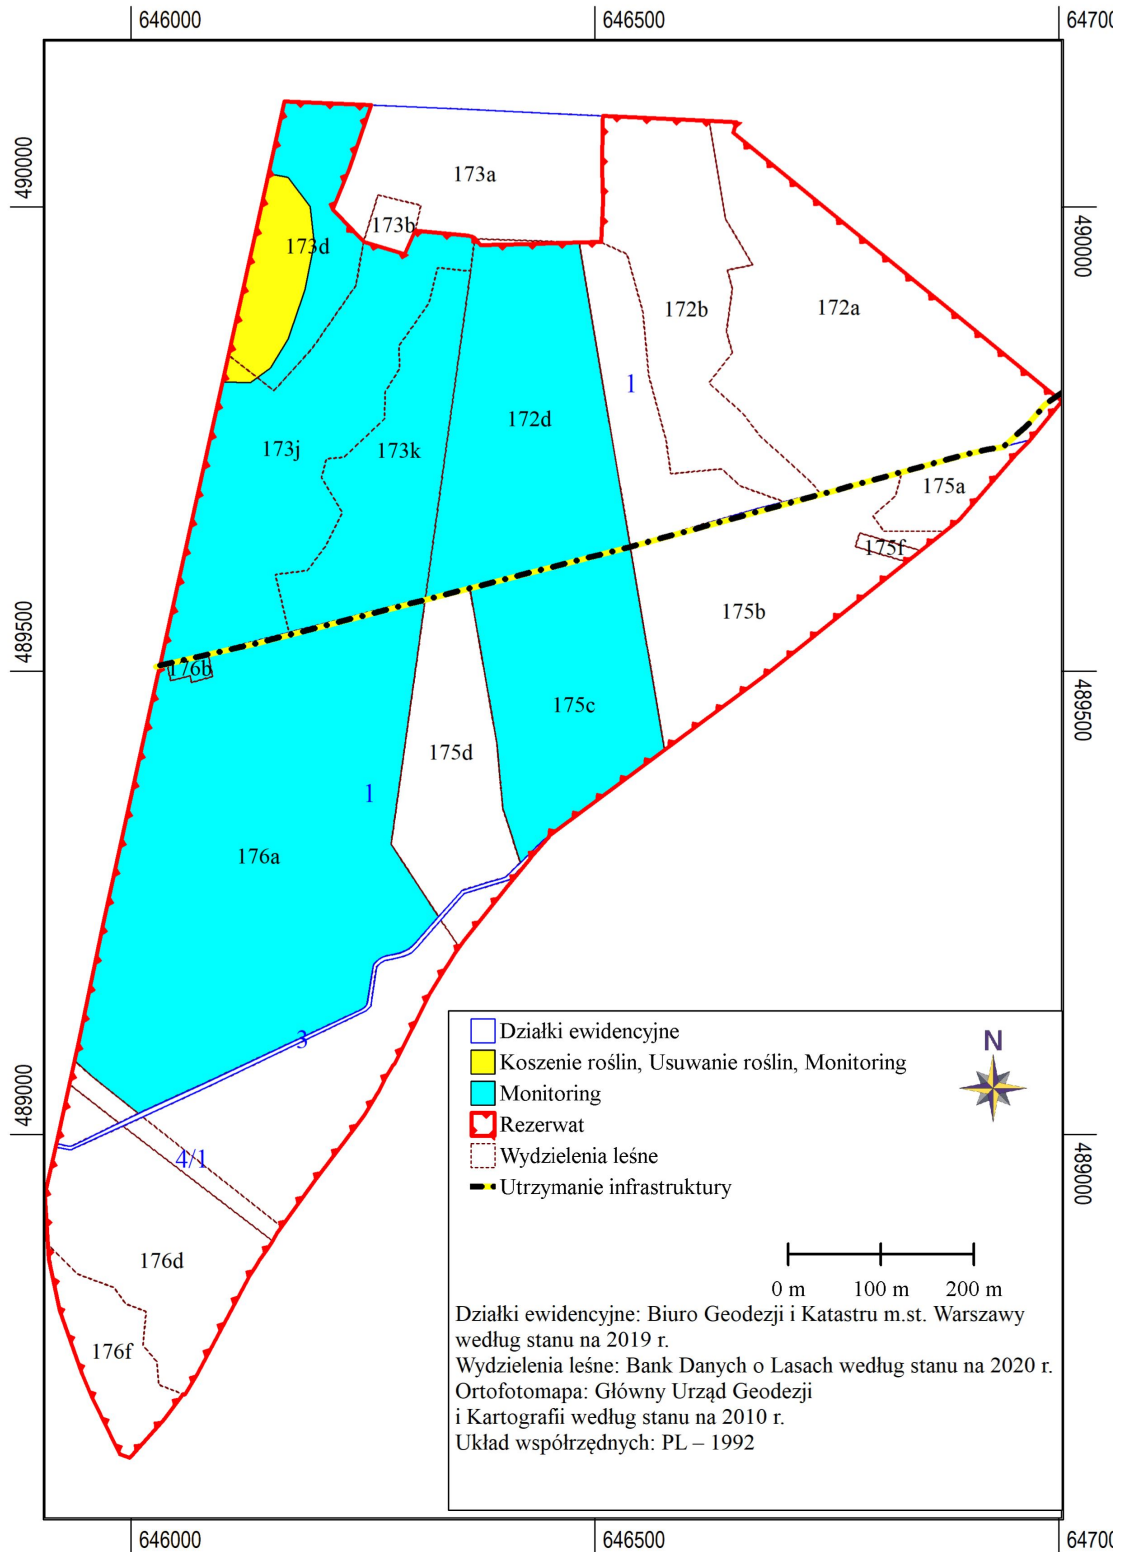 646000
646500
64700
490000
490000
173a
173b
173d
172b
172a
1
172d
173j
173k
175a
175f
489500
489500
176b
175b
175c
175d
1
176a
3
489000
489000
4/1
176d
176f
Działki ewidencyjne
Koszenie roślin, Usuwanie roślin, Monitoring
Monitoring
Rezerwat
Wydzielenia leśne
Utrzymanie infrastruktury
N
0 m 100 m 200 m
Działki ewidencyjne: Biuro Geodezji i Katastru m.st. Warszawy
według stanu na 2019 r.
Wydzielenia leśne: Bank Danych o Lasach według stanu na 2020 r.
Ortofotomapa: Główny Urząd Geodezji
i Kartografii według stanu na 2010 r.
Układ współrzędnych: PL – 1992
646000
646500
64700